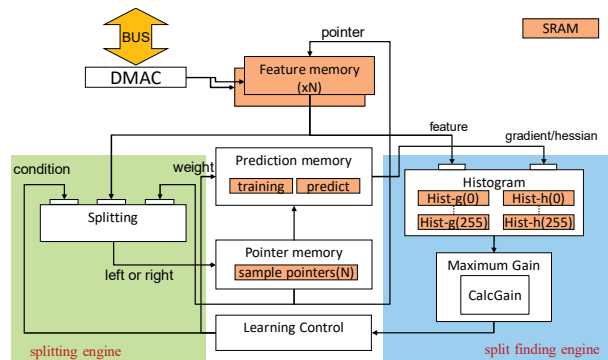 BUS
pointer
SRAM
DMAC
Feature memory
(xN)
feature
gradient/hessian
condition
weight
Prediction memory
training
predict
Histogram
Hist-g(0)
Hist-h(0)
Hist-g(255)
Hist-h(255)
Splitting
Pointer memory
sample pointers(N)
left or right
Maximum Gain
CalcGain
Learning Control
splitting engine
split finding engine